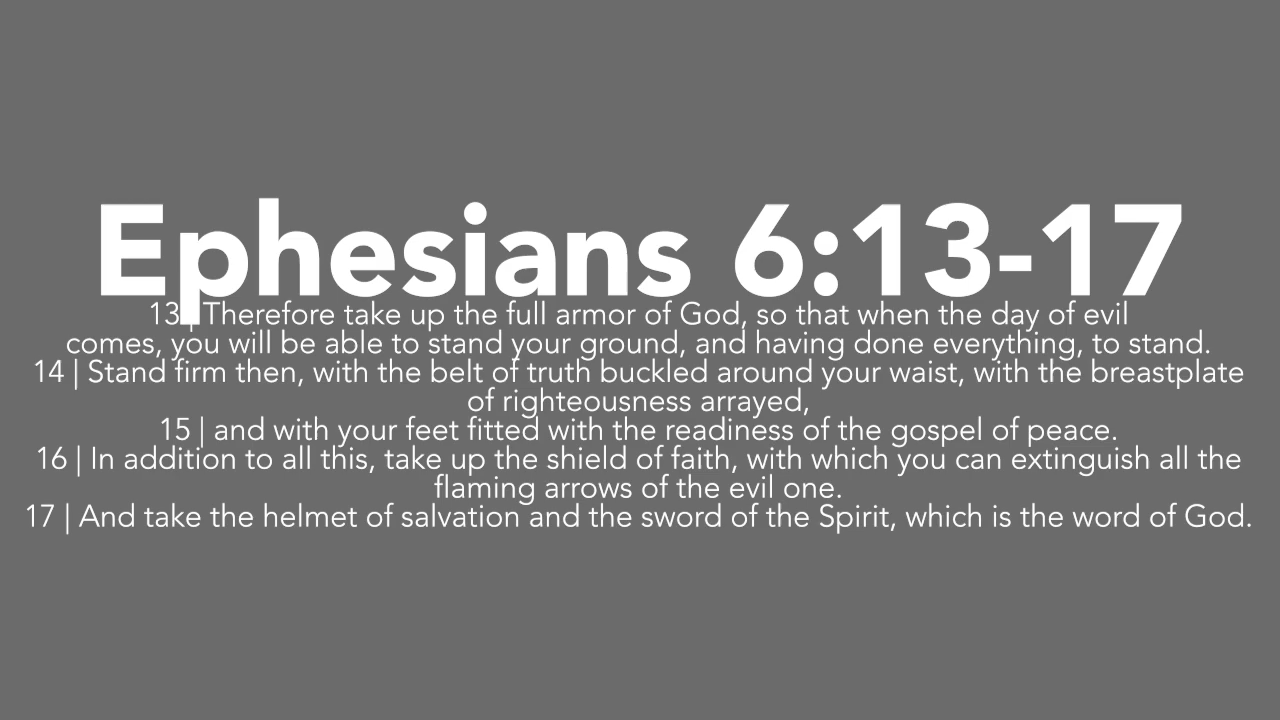 Ephesians 6:13-17
13 | Therefore take up the full armor of God, so that when the day of evil
comes, you will be able to stand your ground, and having done everything, to stand.
14 | Stand firm then, with the belt of truth buckled around your waist, with the breastplate
of righteousness arrayed,
15 | and with your feet fitted with the readiness of the gospel of peace.
16 | In addition to all this, take up the shield of faith, with which you can extinguish all the
flaming arrows of the evil one.
17 | And take the helmet of salvation and the sword of the Spirit, which is the word of God.